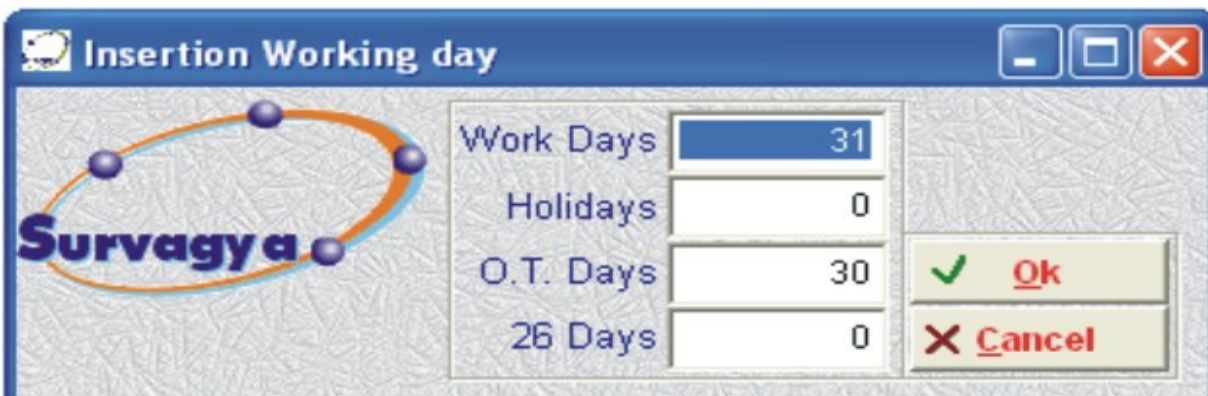 Insertion Working day
Work Days 31
Holidays 0
Survagya
O.T. Days 30
Ok
26 Days 0
Cancel